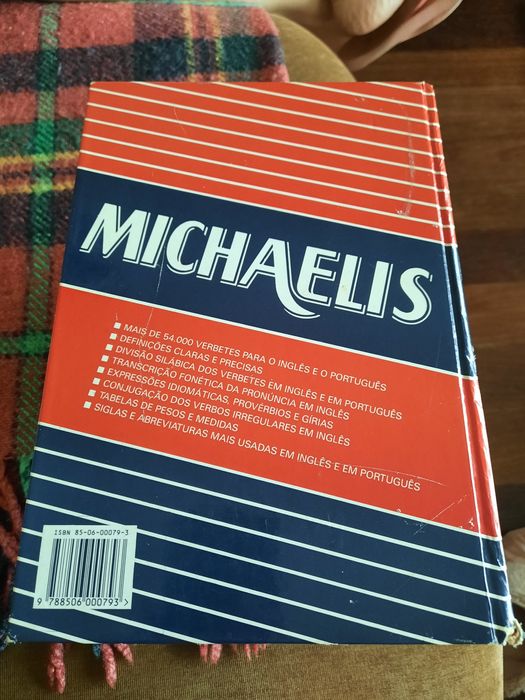 MICHAELIS
■ MAIS DE 54.000 VERBETES PARA O INGLÊS E O PORTUGUÊS
■ DEFINIÇÕES CLARAS E PRECISAS
■ DIVISÃO SILÁBICA DOS VERBETES EM INGLÊS E EM PORTUGUÊS
■ TRANSCRIÇÃO FONÉTICA DA PRONÚNCIA EM INGLÊS
■ EXPRESSÕES IDIOMÁTICAS, PROVÉRBIOS E GÍRIAS
■ CONJUGAÇÃO DOS VERBOS IRREGULARES EM INGLÊS
■ TABELAS DE PESOS E MEDIDAS
■ SIGLAS E ABREVIATURAS MAIS USADAS EM INGLÊS E EM PORTUGUÊS
ISBN 85-06-00079-3
9 788506 000793 >